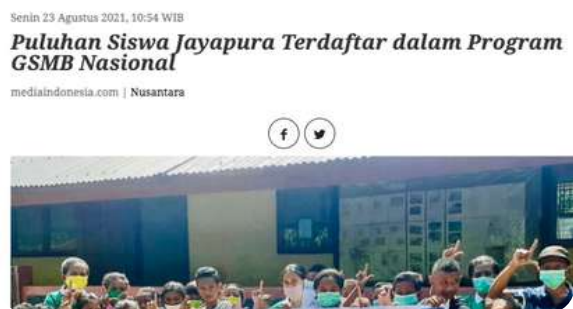 Senin 23 Agustus 2021, 10:54 WIB
Puluhan Siswa Jayapura Terdaftar dalam Program
GSMB Nasional
mediaindonesia.com | Nusantara